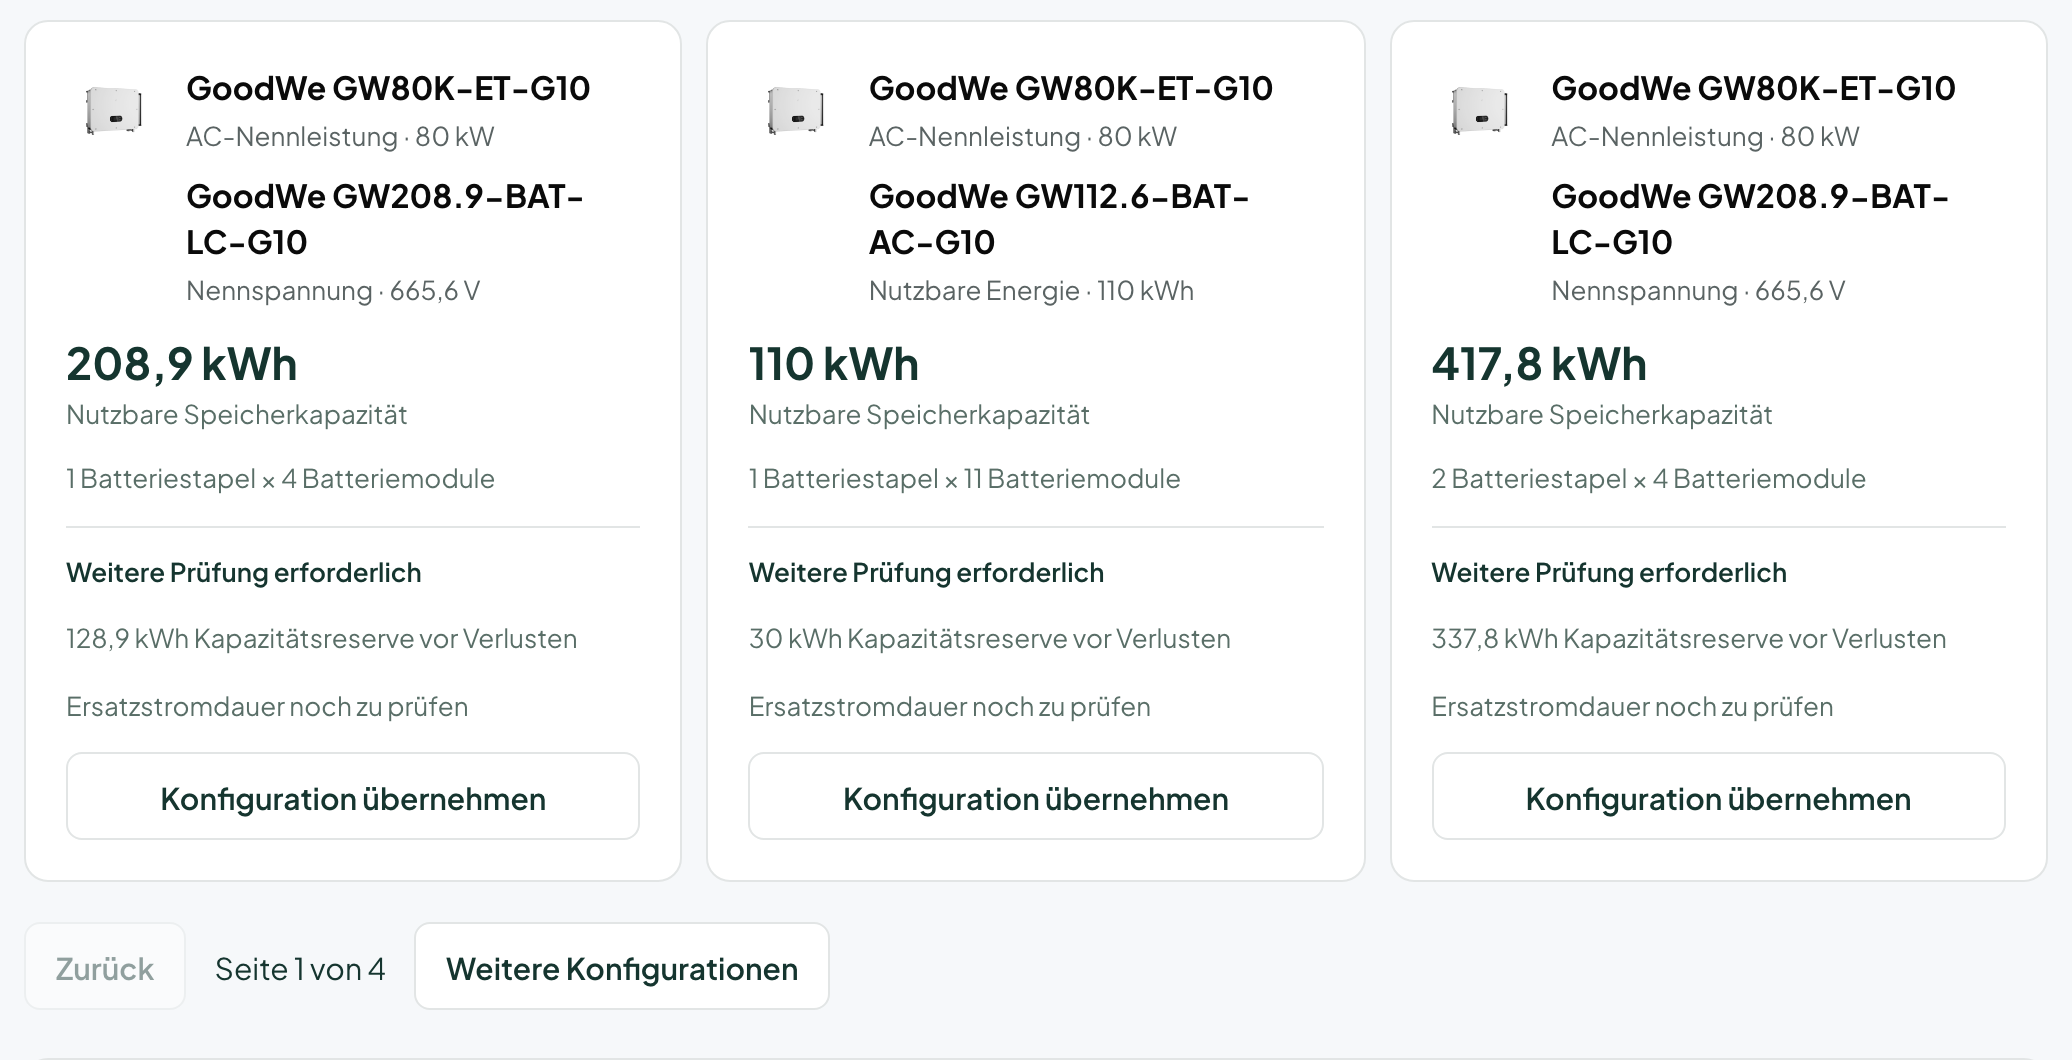 GoodWe GW80K-ET-G10
AC-Nennleistung · 80 kW
GoodWe GW208.9-BAT-
LC-G10
Nennspannung · 665,6 V
208,9 kWh
Nutzbare Speicherkapazität
1 Batteriestapel × 4 Batteriemodule
Weitere Prüfung erforderlich
128,9 kWh Kapazitätsreserve vor Verlusten
Ersatzstromdauer noch zu prüfen
Konfiguration übernehmen
GoodWe GW80K-ET-G10
AC-Nennleistung · 80 kW
GoodWe GW112.6-BAT-
AC-G10
Nutzbare Energie · 110 kWh
110 kWh
Nutzbare Speicherkapazität
1 Batteriestapel × 11 Batteriemodule
Weitere Prüfung erforderlich
30 kWh Kapazitätsreserve vor Verlusten
Ersatzstromdauer noch zu prüfen
Konfiguration übernehmen
GoodWe GW80K-ET-G10
AC-Nennleistung · 80 kW
GoodWe GW208.9-BAT-
LC-G10
Nennspannung · 665,6 V
417,8 kWh
Nutzbare Speicherkapazität
2 Batteriestapel × 4 Batteriemodule
Weitere Prüfung erforderlich
337,8 kWh Kapazitätsreserve vor Verlusten
Ersatzstromdauer noch zu prüfen
Konfiguration übernehmen
Zurück
Seite 1 von 4
Weitere Konfigurationen